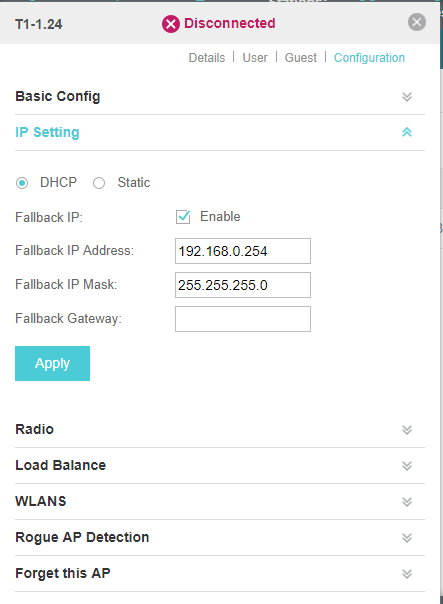 T1-1.24 Disconnected
Details User Guest Configuration
Basic Config
IP Setting
DHCP Static
Fallback IP: Enable
Fallback IP Address: 192.168.0.254
Fallback IP Mask: 255.255.255.0
Fallback Gateway:
Apply
Radio
Load Balance
WLANS
Rogue AP Detection
Forget this AP